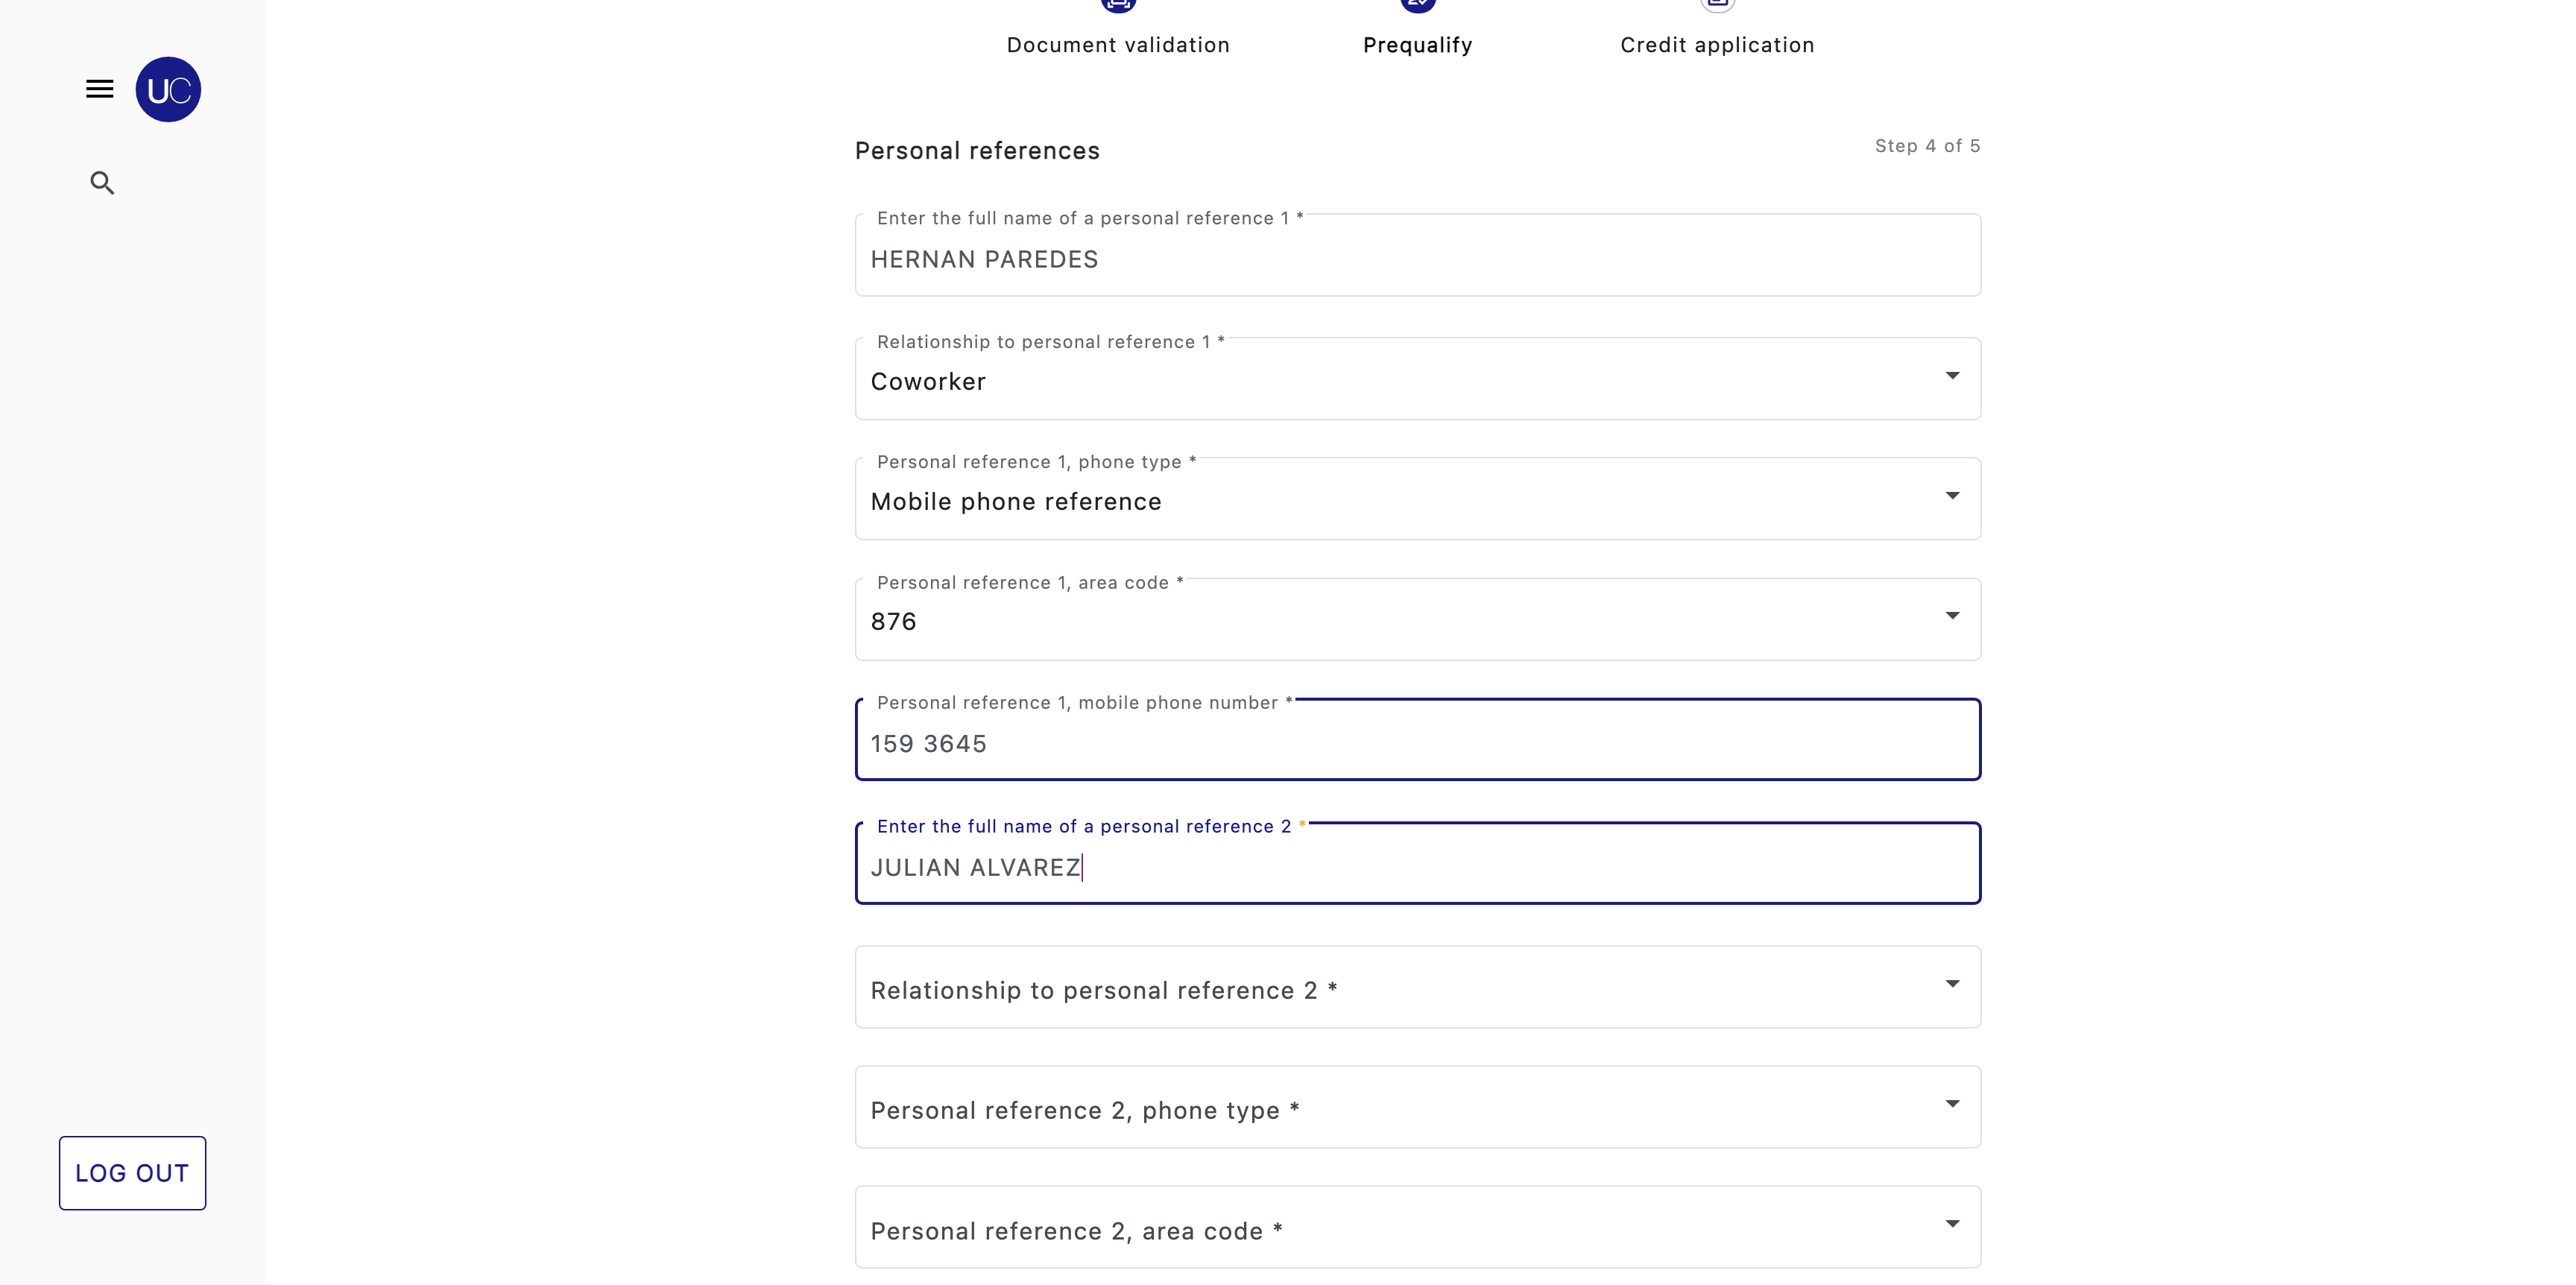 Document validation
Prequalify
Credit application
UC
Personal references
Step 4 of 5
Enter the full name of a personal reference 1 *
HERNAN PAREDES
Relationship to personal reference 1 *
Coworker
Personal reference 1, phone type *
Mobile phone reference
Personal reference 1, area code *
876
Personal reference 1, mobile phone number *
159 3645
Enter the full name of a personal reference 2 *
JULIAN ALVAREZ
Relationship to personal reference 2 *
Personal reference 2, phone type *
LOG OUT
Personal reference 2, area code *